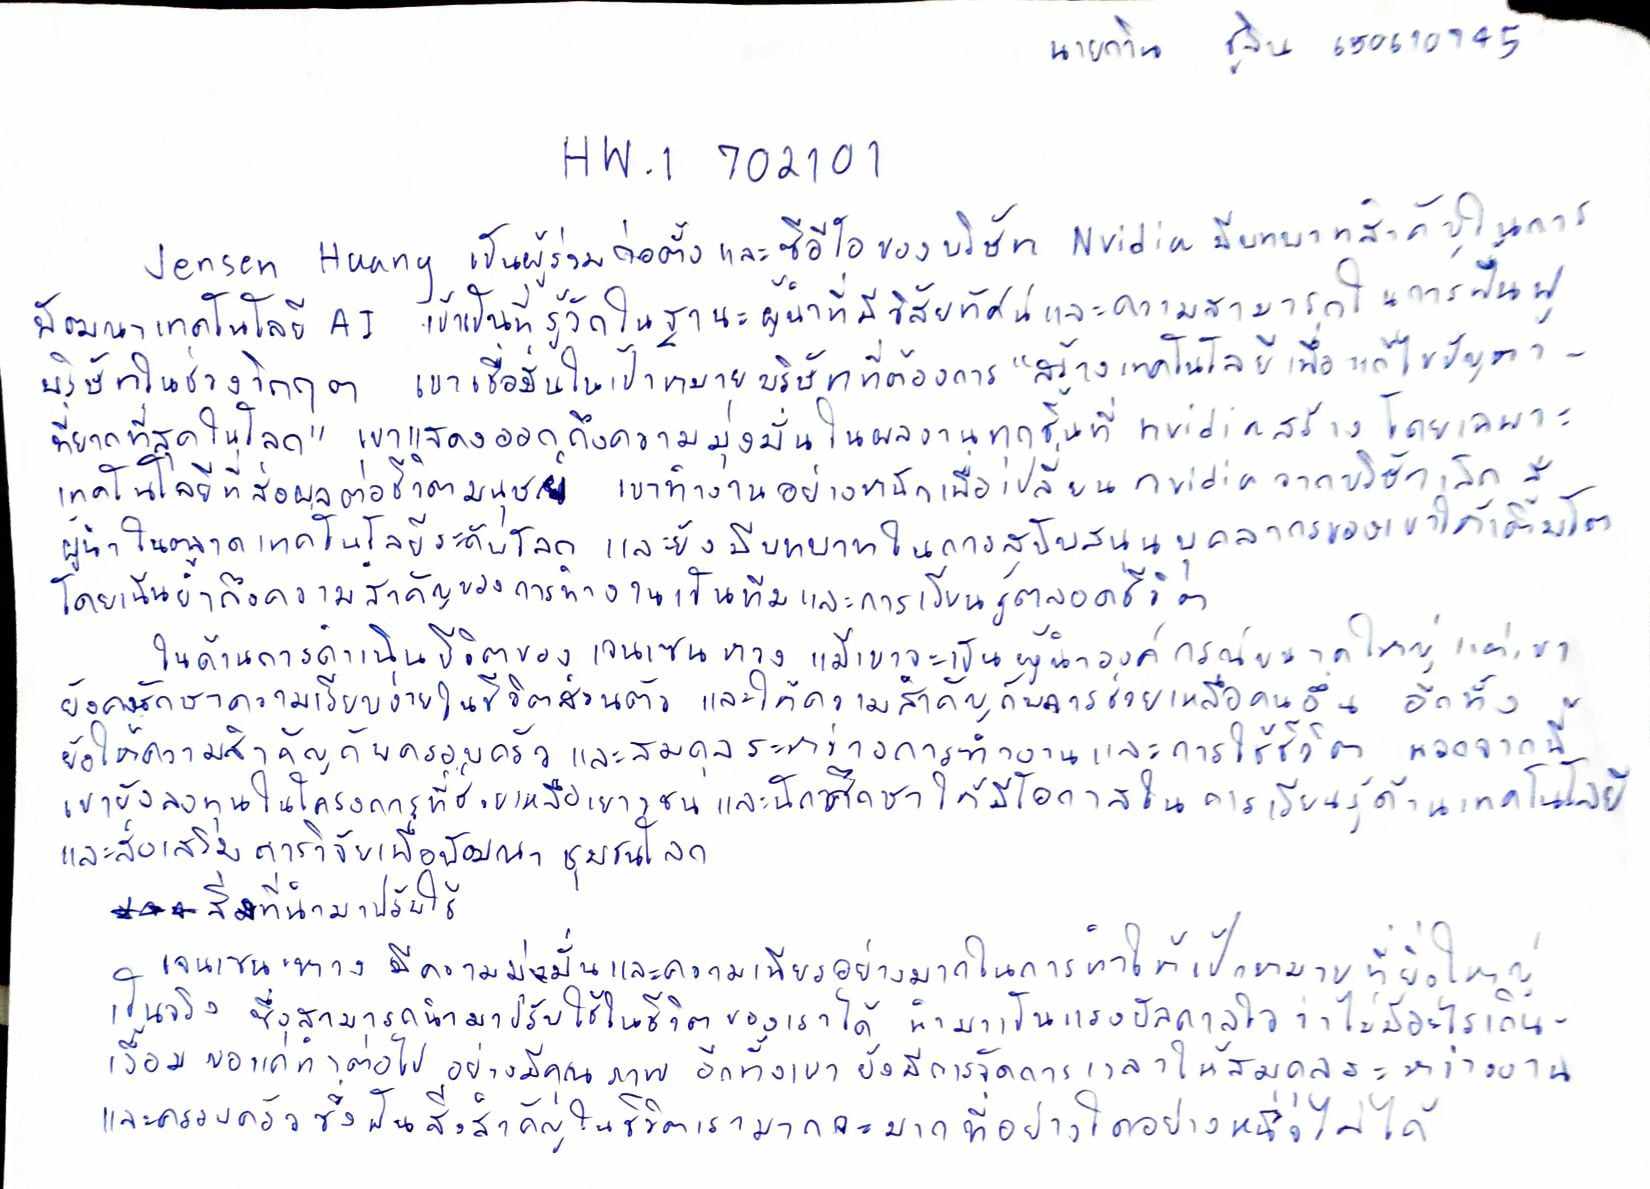 นายกวิน ชูสิน 650610745
HW.1 702101
Jensen Huang เป็นผู้ร่วมก่อตั้ง และซีอีโอของบริษัท Nvidia มีบทบาทสำคัญในการ
พัฒนาเทคโนโลยี AI เข้าเป็นที่รู้จักในฐานะผู้นำที่มีวิสัยทัศน์และความสามารถในการฟื้นฟู
บริษัทในช่วงวิกฤต เขาเชื่อมั่นในเป้าหมายบริษัทที่ต้องการ "สร้างเทคโนโลยีเพื่อแก้ไขปัญหา-
ที่ยากที่สุดในโลก" เขาแสดงออกถึงความมุ่งมั่นในผลงานทุกชิ้นที่ nvidia สร้าง โดยเฉพาะ
เทคโนโลยีที่ส่งผลต่อชีวิตมนุษย์ เขาทำงานอย่างหนักเพื่อเปลี่ยน nvidia จากบริษัทเล็ก สู่
ผู้นำในตลาดเทคโนโลยีระดับโลก และยังมีบทบาทในการสนับสนุนบุคลากรของเขาให้เติบโต
โดยเน้นย้ำถึงความสำคัญของการทำงานเป็นทีมและการเรียนรู้ตลอดชีวิต
ในด้านการดำเนินชีวิตของ เจนเซน หวง แม้เขาจะเป็นผู้นำองค์กรณ์ขนาดใหญ่ แต่เขา
ยังคงรักษาความเรียบง่ายในชีวิตส่วนตัว และให้ความสำคัญกับการช่วยเหลือคนอื่น อีกทั้ง
ยังให้ความสำคัญกับครอบครัว และสมดุลระหว่างการทำงานและการใช้ชีวิต นอกจากนี้
เขายังลงทุนในโครงการที่ช่วยเหลือเยาวชน และนักศึกษาให้มีโอกาสในการเรียนรู้ด้านเทคโนโลยี
และส่งเสริมการวิจัยเพื่อพัฒนา ชุมชนโลก
สิ่งที่นำมาปรับใช้
เจนเซน หวง มีความมุ่งมั่นและความเพียรอย่างมากในการทำให้เป้าหมายที่ยิ่งใหญ่
เป็นจริง ซึ่งสามารถนำมาปรับใช้ในชีวิตของเราได้ นำมาเป็นแรงบัลดาลใจว่าไม่มีอะไรเกิน-
เอื้อม ขอแค่ทำต่อไป อย่างมีคุณภาพ อีกทั้งเขา ยังมีการจัดการเวลาให้สมดุลระหว่างงาน
และครอบครัว ซึ่งเป็นสิ่งสำคัญในชีวิตเรามากจะมากที่อย่างใดอย่างหนึ่งไม่ได้